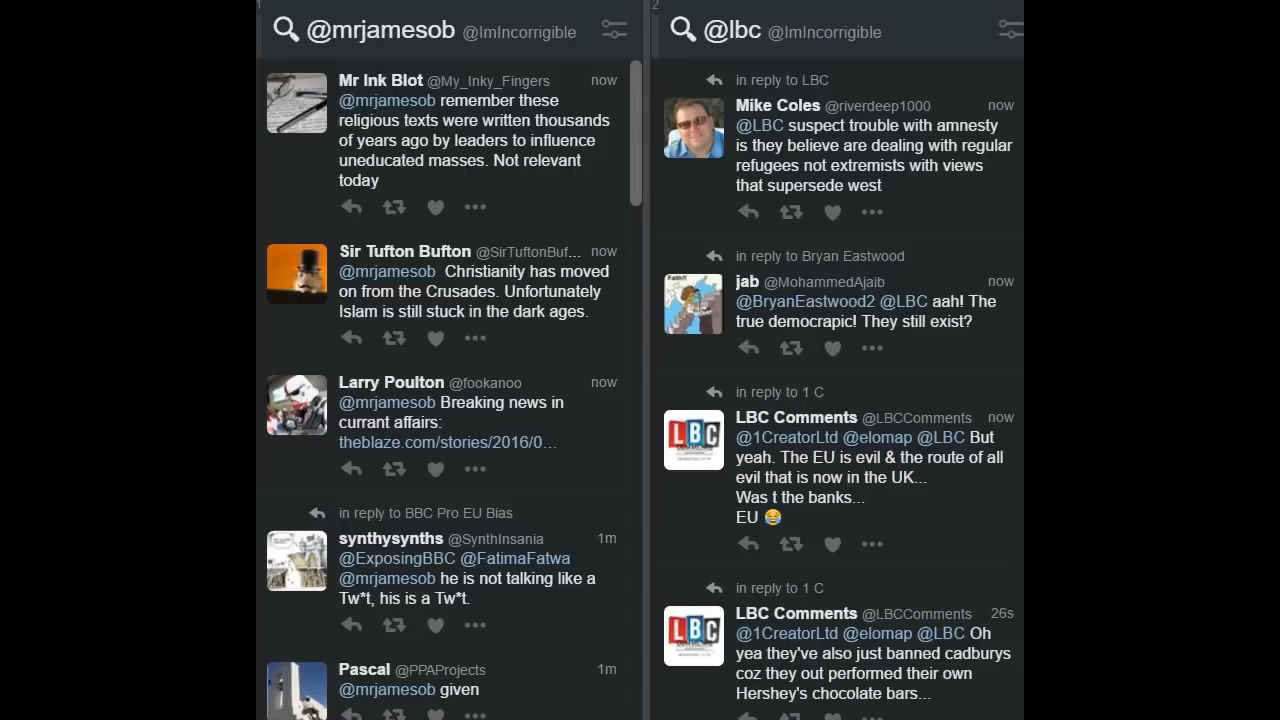 1
@mrjamesob @ImIncorrigible
Mr Ink Blot @My_Inky_Fingers now
@mrjamesob remember these
religious texts were written thousands
of years ago by leaders to influence
uneducated masses. Not relevant
today
Sir Tufton Bufton @SirTuftonBuf... now
@mrjamesob Christianity has moved
on from the Crusades. Unfortunately
Islam is still stuck in the dark ages.
Larry Poulton @fookanoo now
@mrjamesob Breaking news in
currant affairs:
theblaze.com/stories/2016/0...
in reply to BBC Pro EU Bias
synthysynths @SynthInsania 1m
@ExposingBBC @FatimaFatwa
@mrjamesob he is not talking like a
Tw*t, his is a Tw*t.
Pascal @PPAProjects 1m
@mrjamesob given
2
@lbc @ImIncorrigible
in reply to LBC
Mike Coles @riverdeep1000 now
@LBC suspect trouble with amnesty
is they believe are dealing with regular
refugees not extremists with views
that supersede west
in reply to Bryan Eastwood
jab @MohammedAjaib now
@BryanEastwood2 @LBC aah! The
true democrapic! They still exist?
in reply to 1 C
LBC Comments @LBCComments now
@1CreatorLtd @elomap @LBC But
yeah. The EU is evil & the route of all
evil that is now in the UK...
Was t the banks...
EU 😂
LBC
in reply to 1 C
LBC Comments @LBCComments 26s
@1CreatorLtd @elomap @LBC Oh
yea they've also just banned cadburys
coz they out performed their own
Hershey's chocolate bars...
LBC